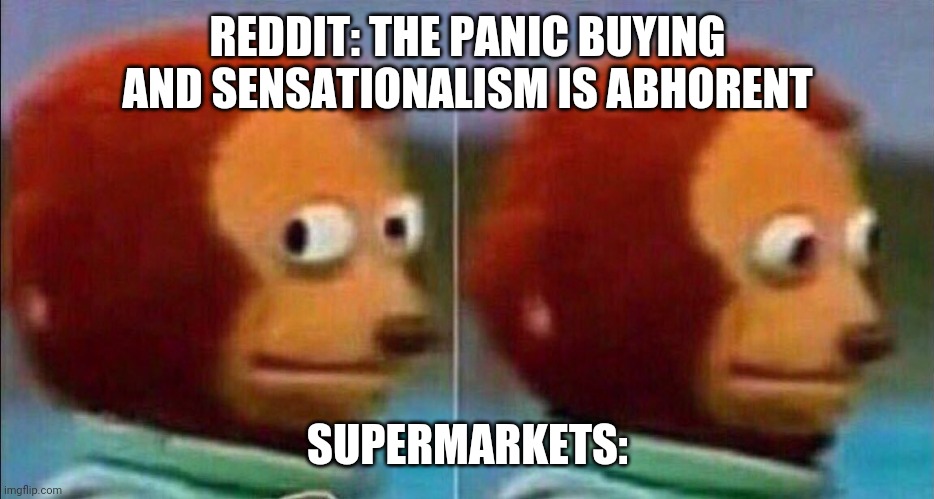 REDDIT: THE PANIC BUYING
AND SENSATIONALISM IS ABHORENT
SUPERMARKETS:
imgflip.com